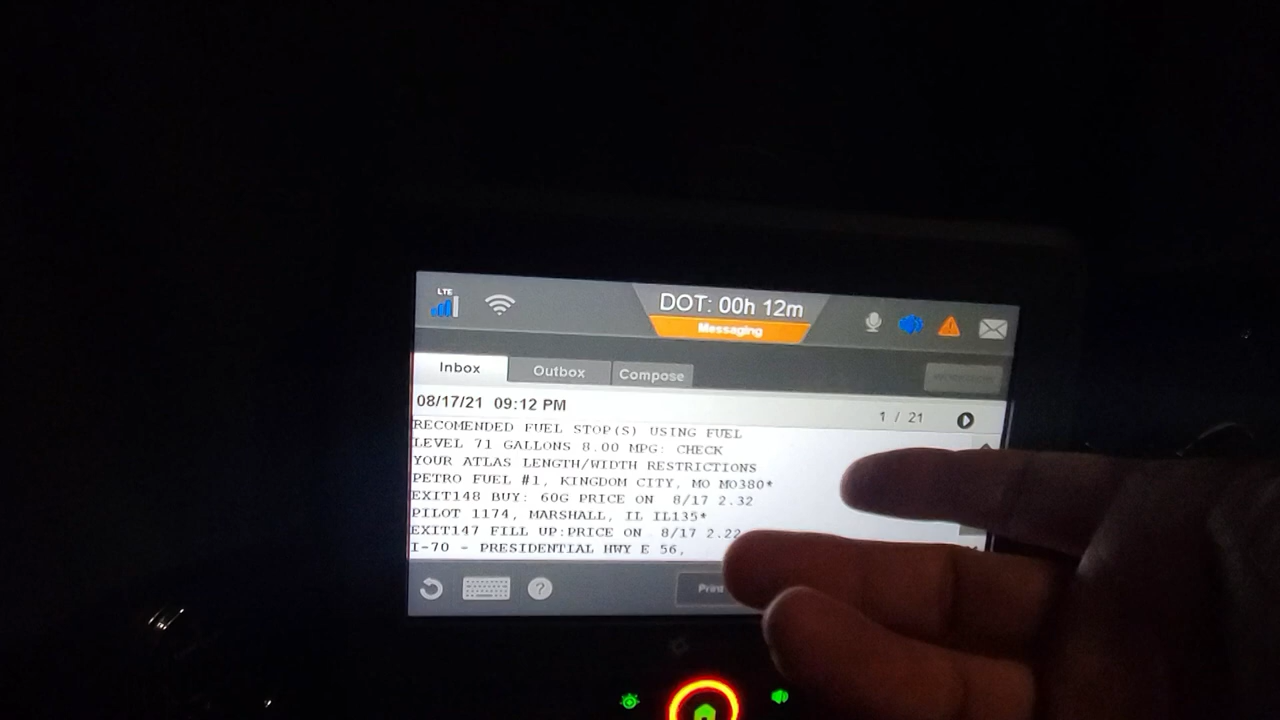 LTE
DOT: 00h 12m
Messaging
Inbox
Outbox
Compose
08/17/21 09:12 PM
1 / 21
RECOMENDED FUEL STOP(S) USING FUEL
LEVEL 71 GALLONS 8.00 MPG: CHECK
YOUR ATLAS LENGTH/WIDTH RESTRICTIONS
PETRO FUEL #1, KINGDOM CITY, MO MO380*
EXIT148 BUY: 60G PRICE ON 8/17 2.32
PILOT 1174, MARSHALL, IL IL135*
EXIT147 FILL UP:PRICE ON 8/17 2.22
I-70 - PRESIDENTIAL HWY E 56,
?
Print